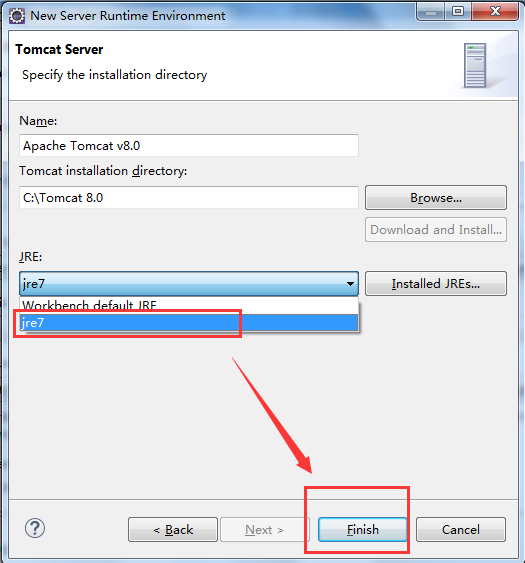 New Server Runtime Environment
Tomcat Server
Specify the installation directory
Name:
Apache Tomcat v8.0
Tomcat installation directory:
C:\Tomcat 8.0
Browse...
Download and Install...
JRE:
jre7
Installed JREs...
Workbench default JRE
jre7
?
< Back
Next >
Finish
Cancel